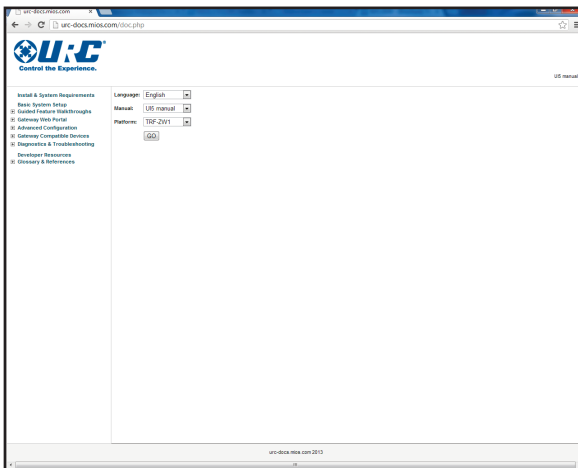 urc-docs.mios.com
urc-docs.mios.com/doc.php
URC®
Control the Experience.
UI5 manual
Install & System Requirements
Basic System Setup
Guided Feature Walkthroughs
Gateway Web Portal
Advanced Configuration
Gateway Compatible Devices
Diagnostics & Troubleshooting
Developer Resources
Glossary & References
Language: English
Manual: UI5 manual
Platform: TRF-ZW1
GO
urc-docs.mios.com 2013